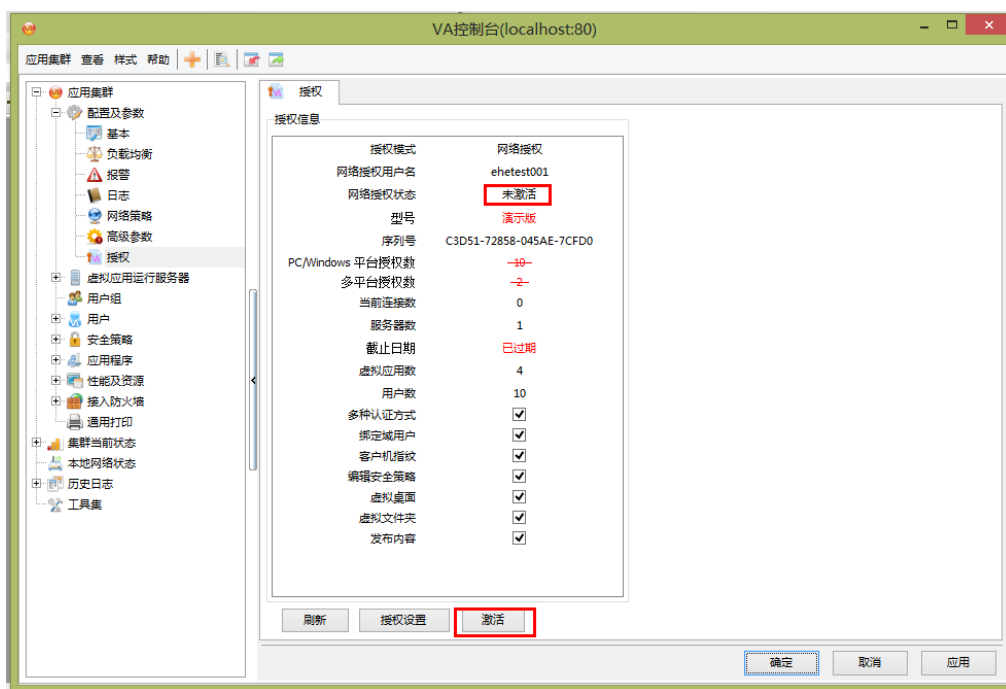 VA控制台(localhost:80)
应用集群 查看 样式 帮助
应用集群
配置及参数
基本
负载均衡
报警
日志
网络策略
高级参数
授权
虚拟应用运行服务器
用户组
用户
安全策略
应用程序
性能及资源
接入防火墙
通用打印
集群当前状态
本地网络状态
历史日志
工具集
授权
授权信息
授权模式 网络授权
网络授权用户名 ehetest001
网络授权状态 未激活
型号 演示版
序列号 C3D51-72858-045AE-7CFD0
PC/Windows 平台授权数 10
多平台授权数 2
当前连接数 0
服务器数 1
截止日期 已过期
虚拟应用数 4
用户数 10
多种认证方式
绑定域用户
客户机指纹
编辑安全策略
虚拟桌面
虚拟文件夹
发布内容
刷新 授权设置 激活
确定 取消 应用